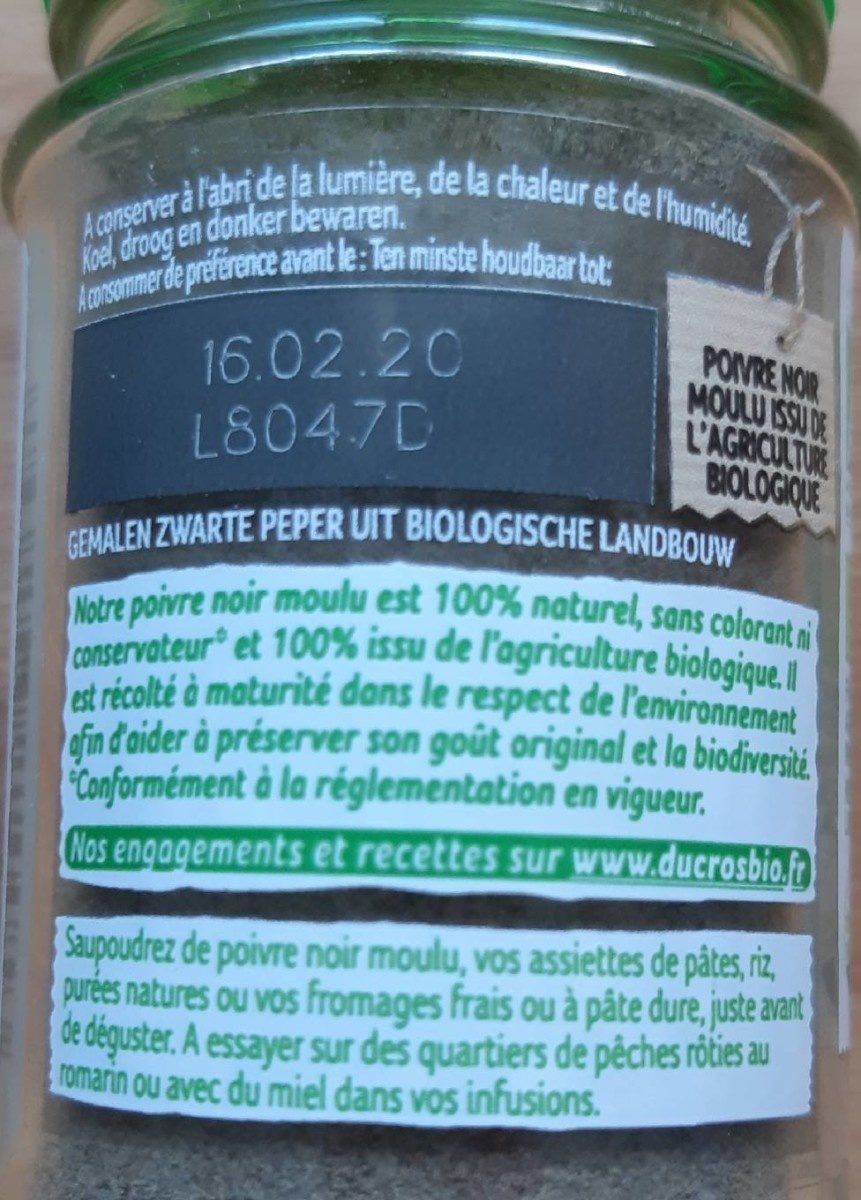 A conserver à l'abri de la lumière, de la chaleur et de l'humidité.
Koel, droog en donker bewaren.
A consommer de préférence avant le : Ten minste houdbaar tot:
16.02.20
L8047D
POIVRE NOIR
MOULU ISSU DE
L'AGRICULTURE
BIOLOGIQUE
GEMALEN ZWARTE PEPER UIT BIOLOGISCHE LANDBOUW
Notre poivre noir moulu est 100% naturel, sans colorant ni
conservateur* et 100% issu de l'agriculture biologique. Il
est récolté à maturité dans le respect de l'environnement
afin d'aider à préserver son goût original et la biodiversité.
*Conformément à la réglementation en vigueur.
Nos engagements et recettes sur www.ducrosbio.fr
Saupoudrez de poivre noir moulu, vos assiettes de pâtes, riz,
purées natures ou vos fromages frais ou à pâte dure, juste avant
de déguster. A essayer sur des quartiers de pêches rôties au
romarin ou avec du miel dans vos infusions.